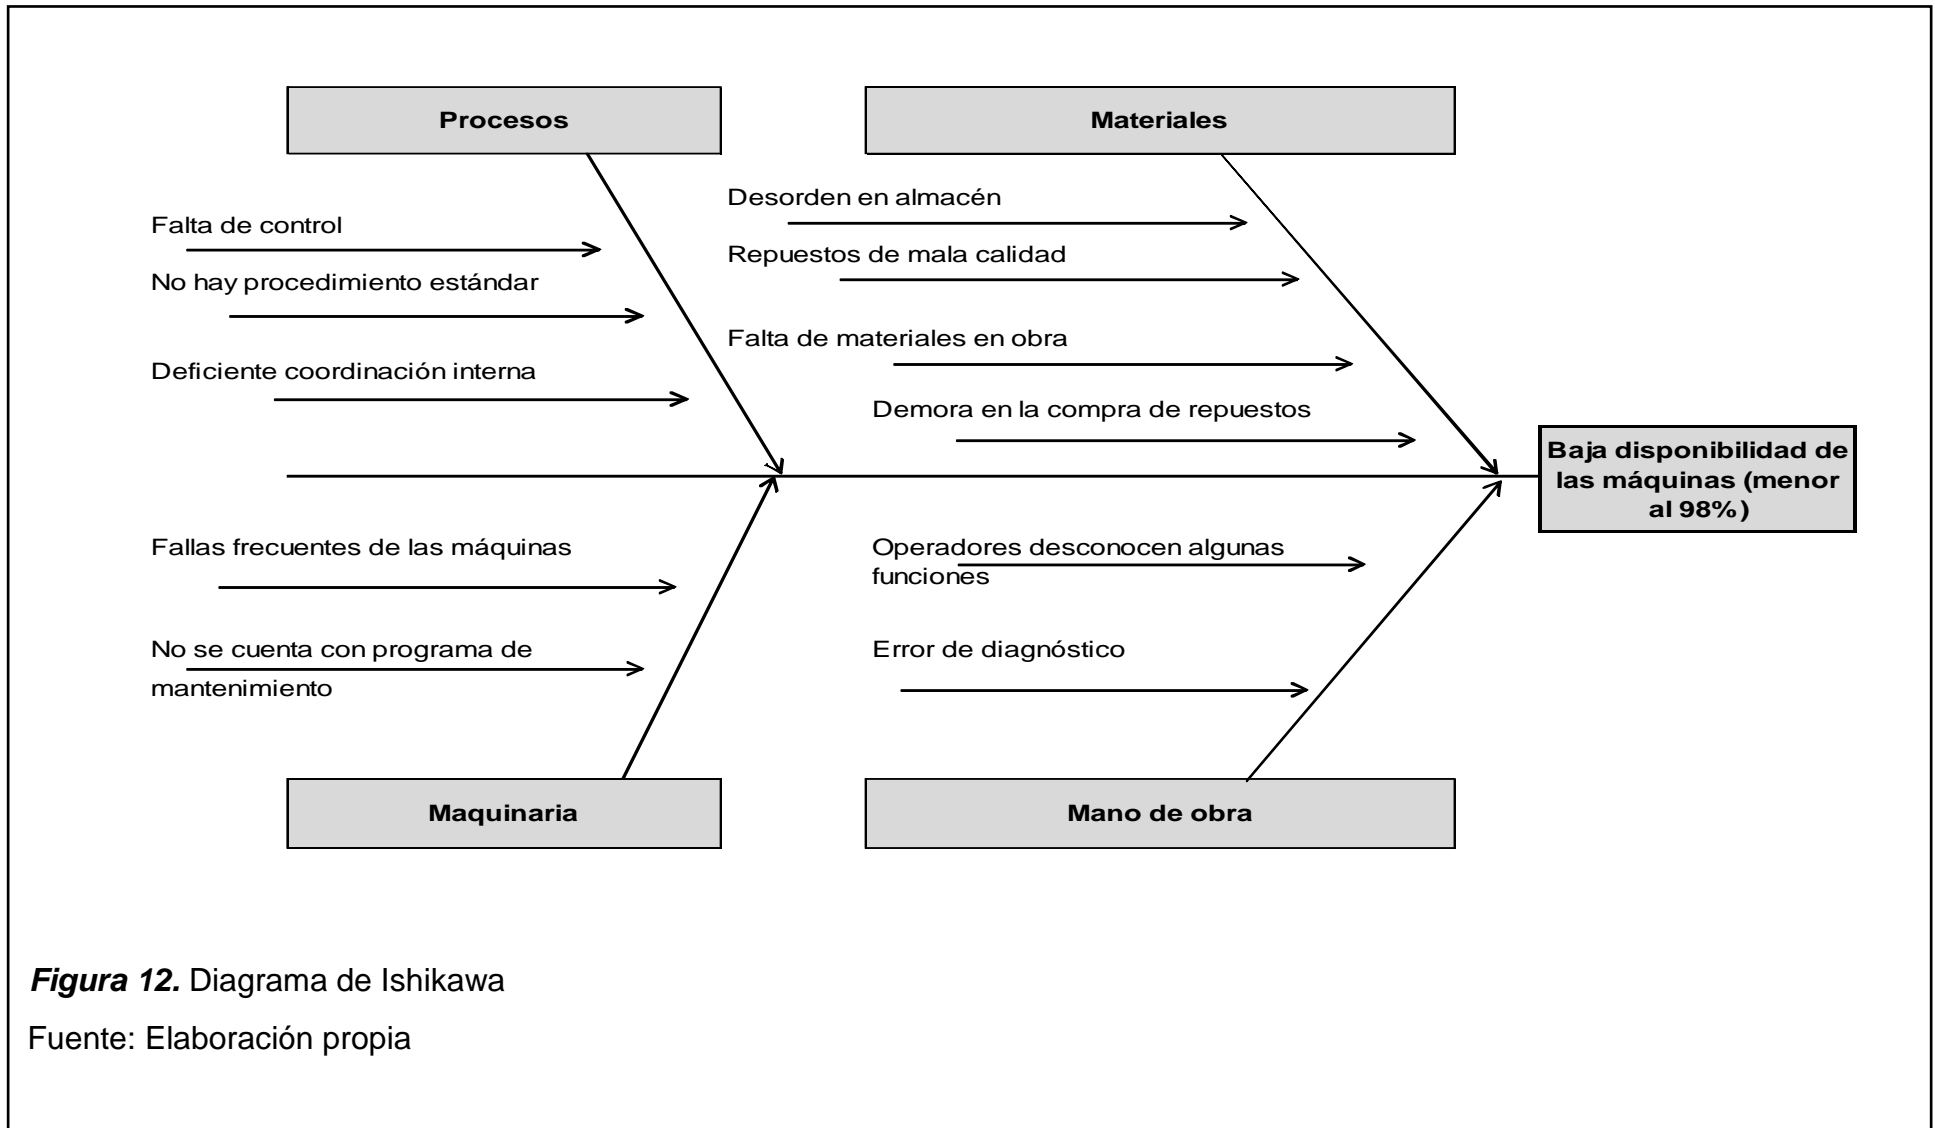 Procesos
Materiales
Falta de control
No hay procedimiento estándar
Deficiente coordinación interna
Desorden en almacén
Repuestos de mala calidad
Falta de materiales en obra
Demora en la compra de repuestos
Baja disponibilidad de
las máquinas (menor
al 98%)
Fallas frecuentes de las máquinas
No se cuenta con programa de
mantenimiento
Operadores desconocen algunas
funciones
Error de diagnóstico
Maquinaria
Mano de obra
Figura 12. Diagrama de Ishikawa
Fuente: Elaboración propia